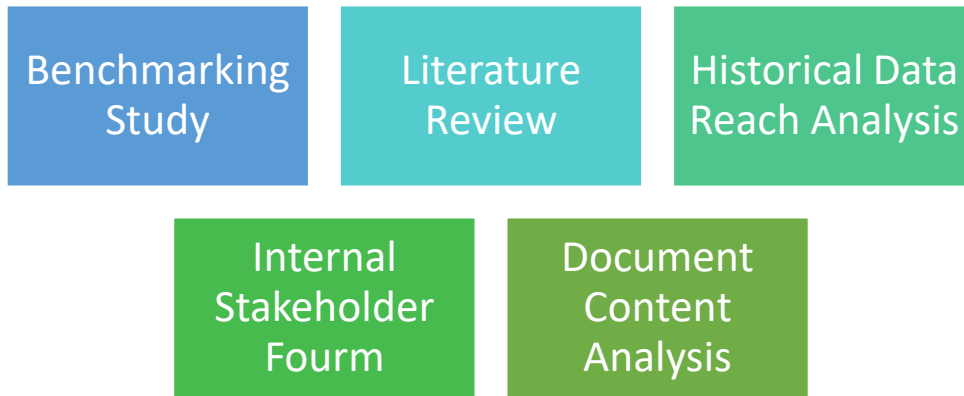 Benchmarking
Study
Literature
Review
Historical Data
Reach Analysis
Internal
Stakeholder
Fourm
Document
Content
Analysis